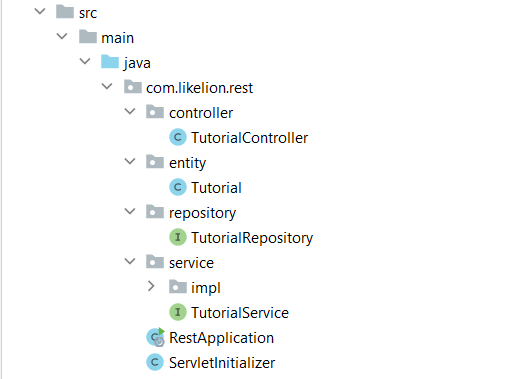 src
main
java
com.likelion.rest
controller
C TutorialController
entity
C Tutorial
repository
I TutorialRepository
service
impl
I TutorialService
C RestApplication
C ServletInitializer